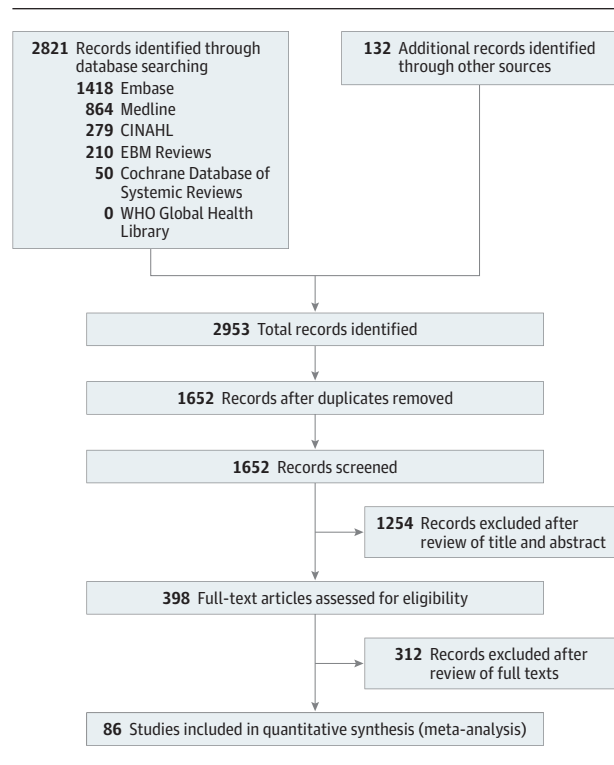 2821 Records identified through
database searching
1418 Embase
864 Medline
279 CINAHL
210 EBM Reviews
50 Cochrane Database of
Systemic Reviews
0 WHO Global Health
Library
132 Additional records identified
through other sources
2953 Total records identified
1652 Records after duplicates removed
1652 Records screened
1254 Records excluded after
review of title and abstract
398 Full-text articles assessed for eligibility
312 Records excluded after
review of full texts
86 Studies included in quantitative synthesis (meta-analysis)